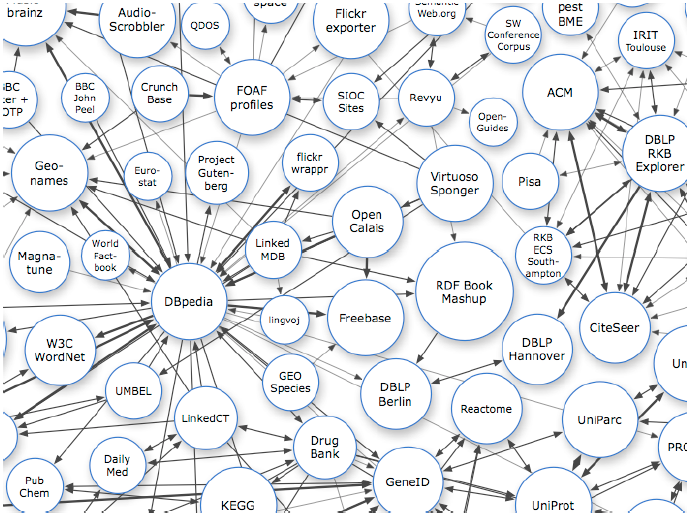 brainz
Audio-
Scrobbler
QDOS
space
Flickr
exporter
Web.org
SW
Conference
Corpus
pest
BME
IRIT
Toulouse
BBC
John
Peel
Crunch
Base
FOAF
profiles
SIOC
Sites
Revyu
Open-
Guides
ACM
DBLP
RKB
Explorer
Geo-
names
Euro-
stat
Project
Guten-
berg
flickr
wrappr
Virtuoso
Sponger
Pisa
Magna-
tune
World
Fact-
book
Linked
MDB
Open
Calais
RKB
ECS
South-
ampton
DBpedia
lingvoj
Freebase
RDF Book
Mashup
CiteSeer
W3C
WordNet
DBLP
Hannover
Un
UMBEL
GEO
Species
DBLP
Berlin
Reactome
UniParc
LinkedCT
Drug
Bank
Daily
Med
Pub
Chem
KEGG
GeneID
UniProt